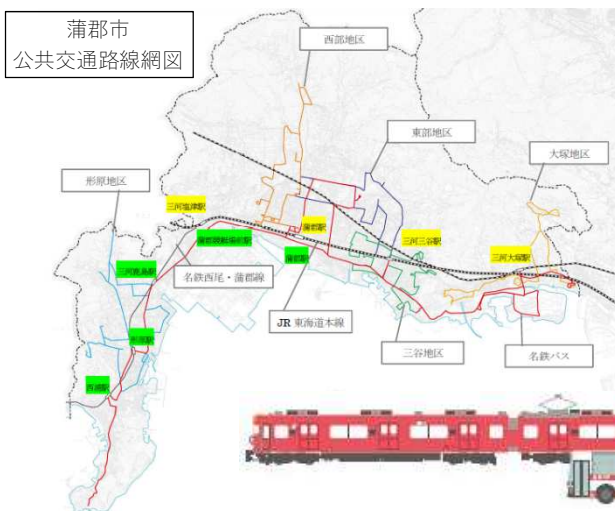 蒲郡市
公共交通路線網図
西部地区
東部地区
大塚地区
形原地区
三河塩津駅
蒲郡駅
三河三谷駅
蒲郡競艇場前駅
蒲郡駅
三河大塚駅
三河鹿島駅
名鉄西尾・蒲郡線
JR 東海道本線
形原駅
三谷地区
名鉄バス
西浦駅